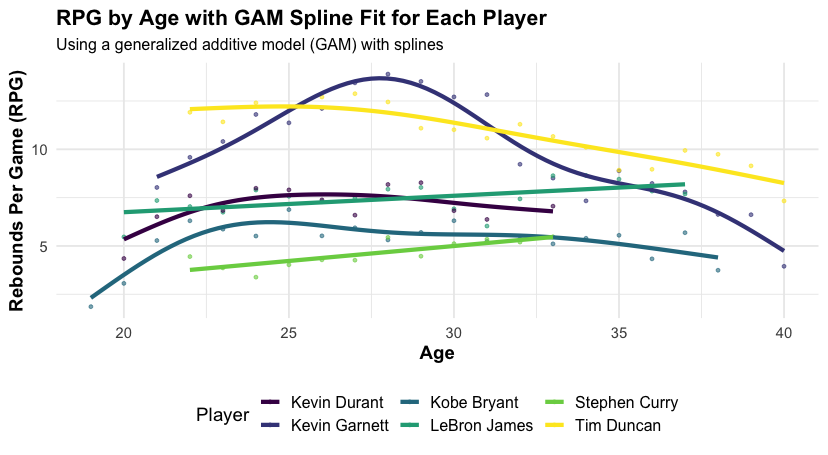 RPG by Age with GAM Spline Fit for Each Player
Using a generalized additive model (GAM) with splines
Rebounds Per Game (RPG)
10
5
20 25 30 35 40
Age
Player
Kevin Durant Kobe Bryant Stephen Curry
Kevin Garnett LeBron James Tim Duncan